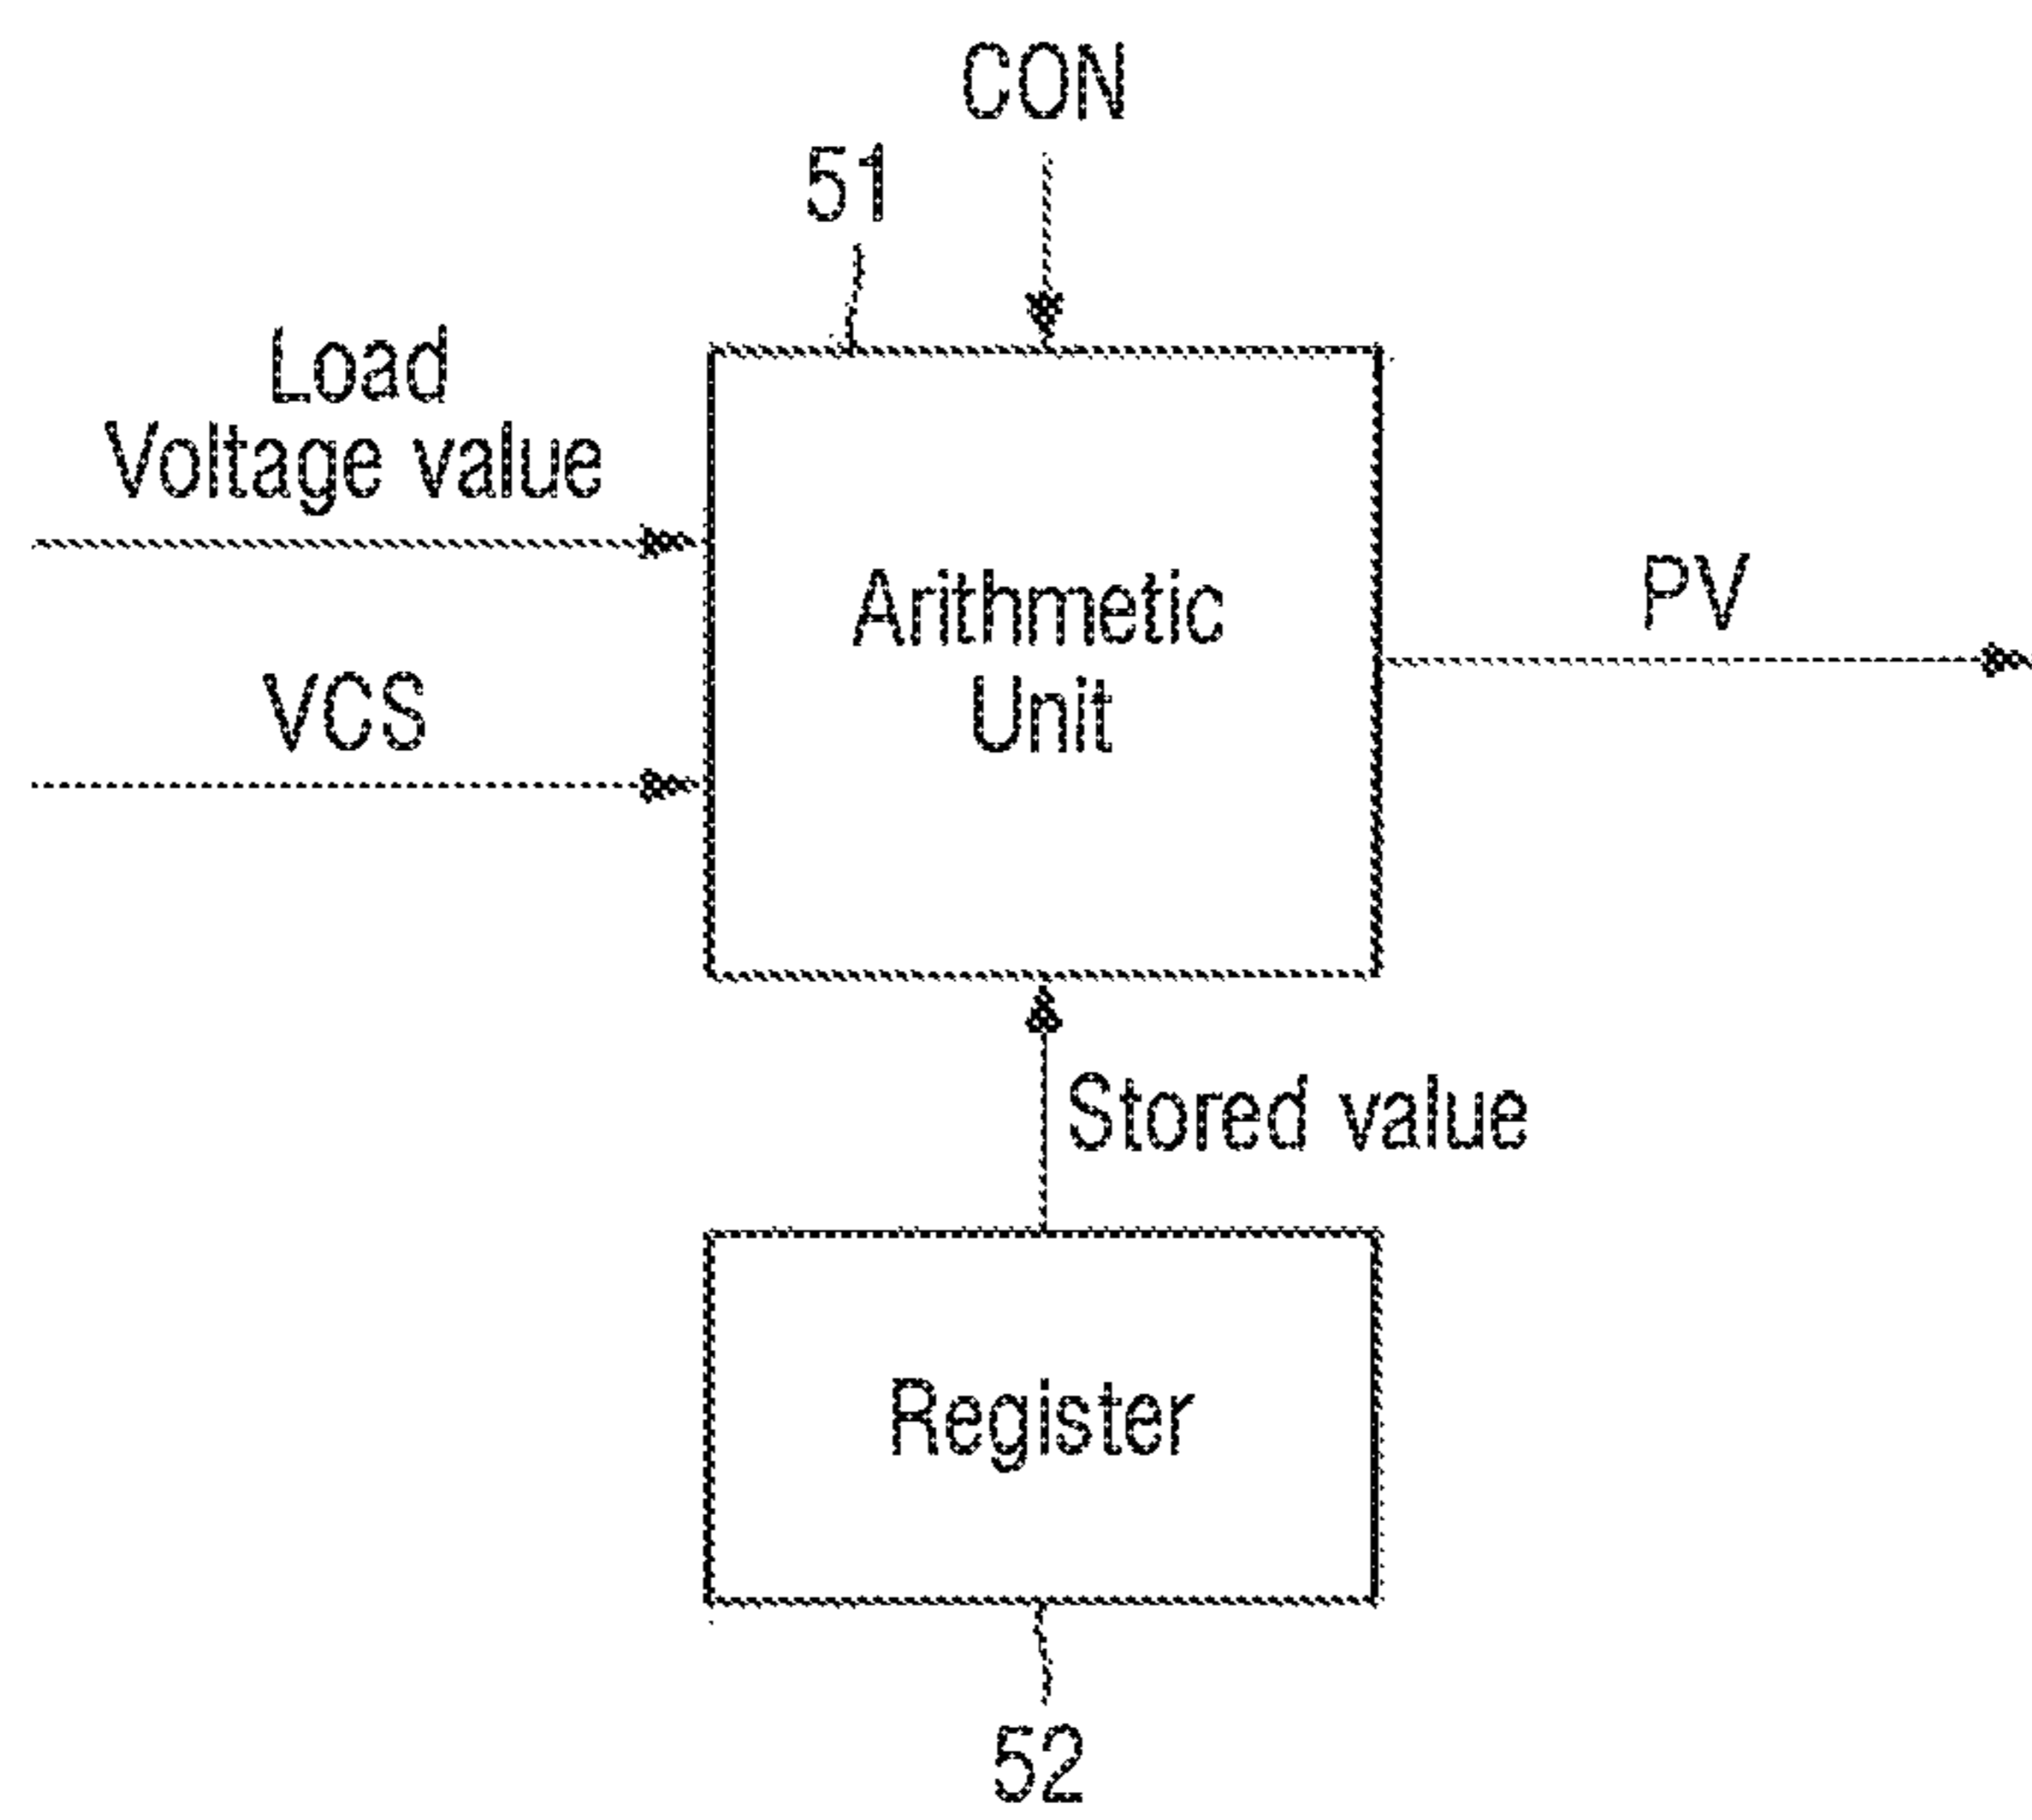 CON
51
Load
Voltage value
VCS
Arithmetic
Unit
PV
Stored value
Register
52